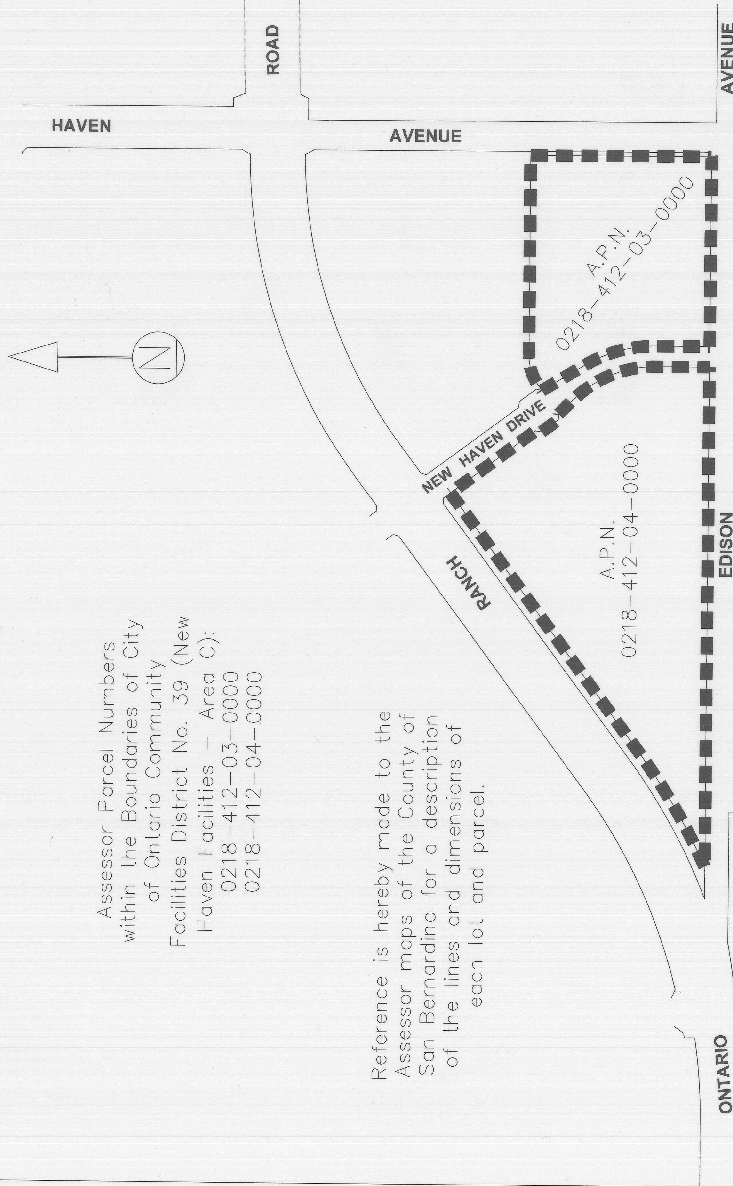 ROAD
HAVEN
AVENUE
AVENUE
A.P.N.
0218-412-03-0000
NEW HAVEN DRIVE
A.P.N.
0218-412-04-0000
EDISON
RANCH
ONTARIO
N
Assessor Parcel Numbers
within the Boundaries of City
of Ontario Community
Facilities District No. 39 (New
Haven Facilities - Area C):
0218-412-03-0000
0218-412-04-0000
Reference is hereby made to the
Assessor maps of the County of
San Bernardino for a description
of the lines and dimensions of
each lot and parcel.